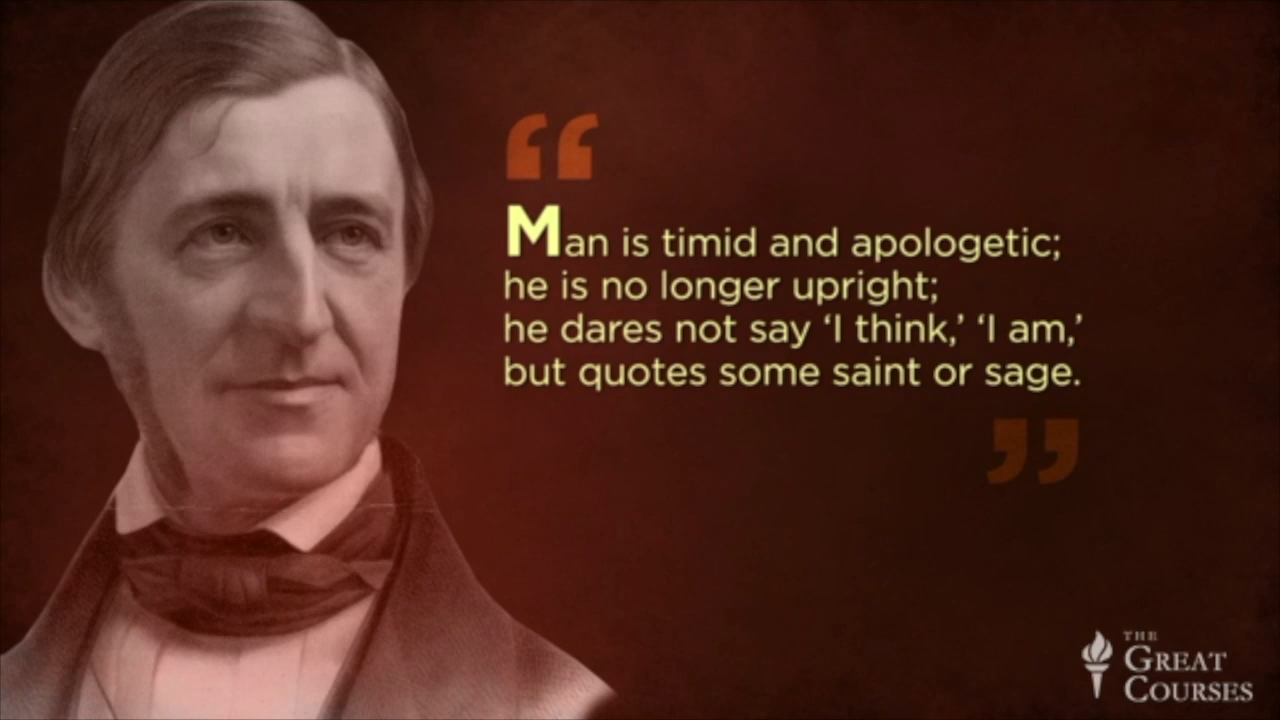 “
Man is timid and apologetic;
he is no longer upright;
he dares not say ‘I think,’ ‘I am,’
but quotes some saint or sage.
”
THE
GREAT
COURSES